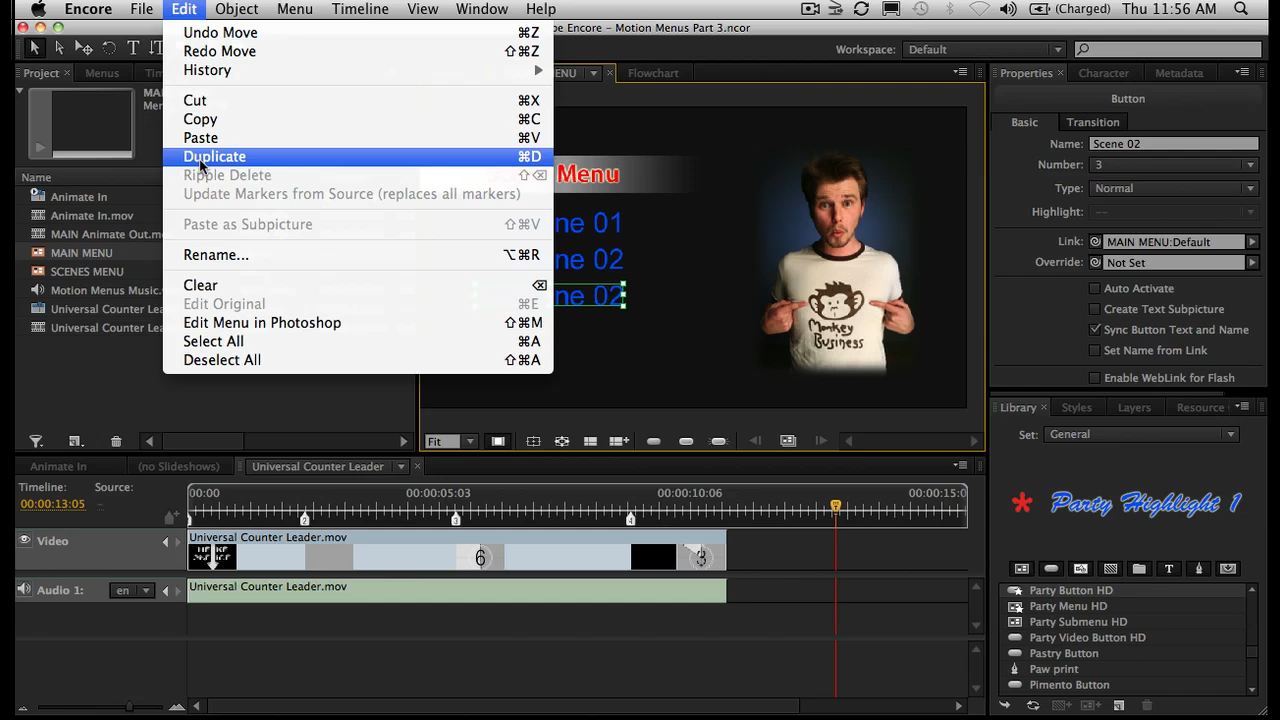 Encore File Edit Object Menu Timeline View Window Help (Charged) Thu 11:56 AM
be Encore - Motion Menus Part 3.ncor
Workspace: Default
Undo Move ⌘Z
Redo Move ⇧⌘Z
History
Cut ⌘X
Copy ⌘C
Paste ⌘V
Duplicate ⌘D
Ripple Delete
Update Markers from Source (replaces all markers)
Paste as Subpicture ⇧⌘V
Rename... ⌥⌘R
Clear
Edit Original ⌘E
Edit Menu in Photoshop ⇧⌘M
Select All ⌘A
Deselect All ⇧⌘A
Project Menus Tim
MAI
Men
Name
Animate In
Animate In.mov
MAIN Animate Out.mo
MAIN MENU
SCENES MENU
Motion Menus Music.
Universal Counter Lea
Universal Counter Lea
ENU Flowchart
Menu
ne 01
ne 02
ne 02
Monkey
Business
Fit
Properties Character Metadata
Button
Basic Transition
Name: Scene 02
Number: 3
Type: Normal
Highlight: --
Link: MAIN MENU:Default
Override: Not Set
Auto Activate
Create Text Subpicture
Sync Button Text and Name
Set Name from Link
Enable WebLink for Flash
Library Styles Layers Resource
Set: General
Party Highlight 1
Party Button HD
Party Menu HD
Party Submenu HD
Party Video Button HD
Pastry Button
Paw print
Pimento Button
Animate In (no Slideshows) Universal Counter Leader
Timeline: Source:
00:00:13:05 --
00:00 00:00:05:03 00:00:10:06 00:00:15:0
2 3 4
Video
Universal Counter Leader.mov
6 3
Audio 1: en
Universal Counter Leader.mov